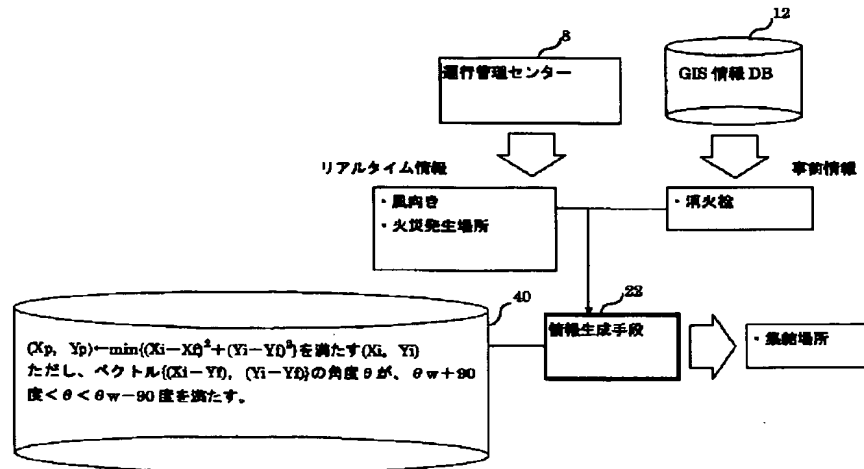 8
12
運行管理センター
GIS 情報 DB
リアルタイム情報
事前情報
・風向き
・火災発生場所
・消火栓
40
22
(Xp, Yp)←min{(Xi−Xf)²+(Yi−Yf)²}を満たす(Xi, Yi)
ただし、ベクトル{(Xi−Yf), (Yi−Yf)}の角度θが、θw+90
度<θ<θw−90度を満たす。
情報生成手段
・集結場所